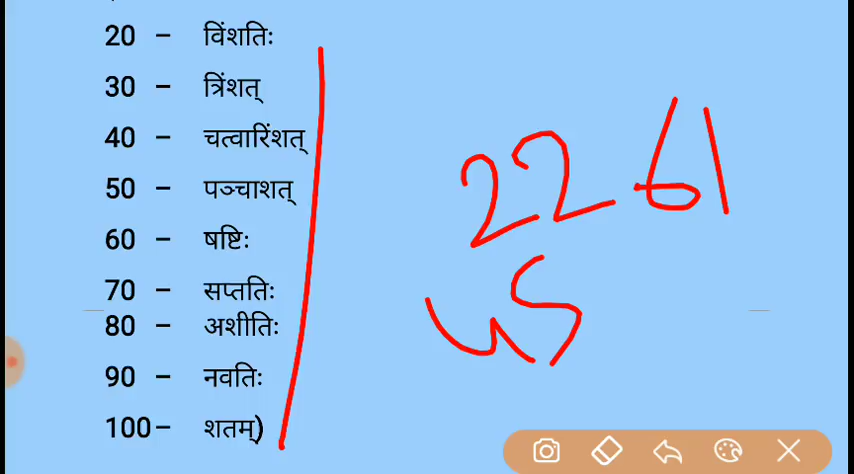 20 - विंशतिः
30 - त्रिंशत्
40 - चत्वारिंशत्
50 - पञ्चाशत्
60 - षष्टिः
70 - सप्ततिः
80 - अशीतिः
90 - नवतिः
100- शतम्)
22 61
45